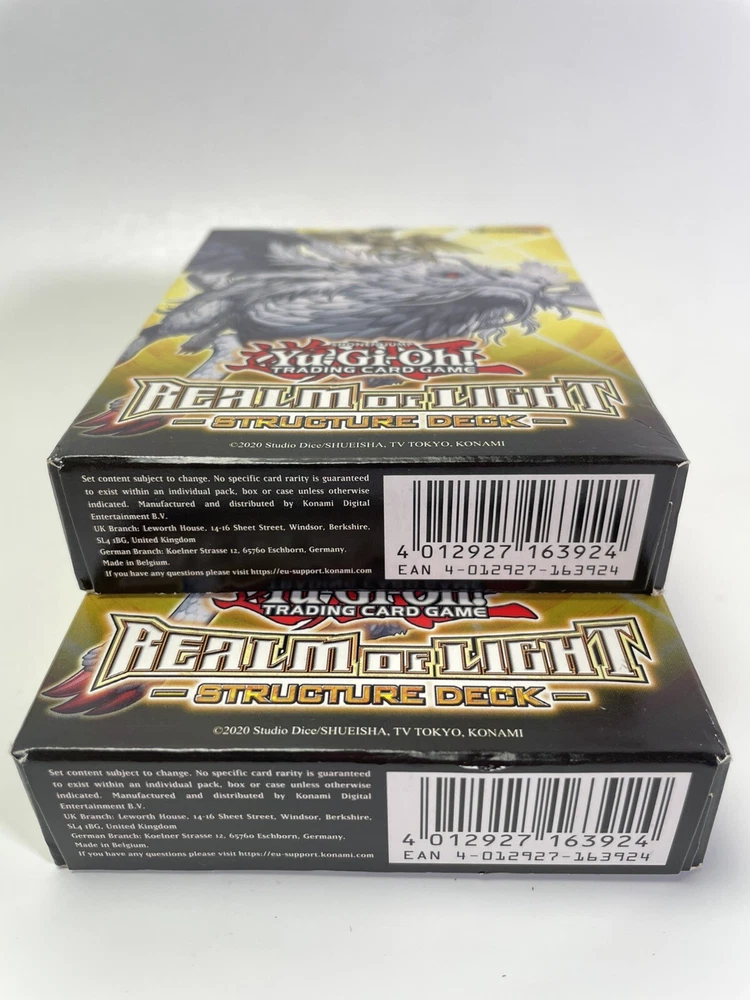 SHONEN JUMP
Yu-Gi-Oh!
TRADING CARD GAME
REALM OF LIGHT
- STRUCTURE DECK -
©2020 Studio Dice/SHUEISHA, TV TOKYO, KONAMI
Set content subject to change. No specific card rarity is guaranteed
to exist within an individual pack, box or case unless otherwise
indicated. Manufactured and distributed by Konami Digital
Entertainment B.V.
UK Branch: Leworth House, 14-16 Sheet Street, Windsor, Berkshire,
SL4 1BG, United Kingdom
German Branch: Koelner Strasse 12, 65760 Eschborn, Germany.
Made in Belgium.
If you have any questions please visit https://eu-support.konami.com
4 012927 163924
EAN 4-012927-163924
Yu-Gi-Oh!
TRADING CARD GAME
REALM OF LIGHT
- STRUCTURE DECK -
©2020 Studio Dice/SHUEISHA, TV TOKYO, KONAMI
Set content subject to change. No specific card rarity is guaranteed
to exist within an individual pack, box or case unless otherwise
indicated. Manufactured and distributed by Konami Digital
Entertainment B.V.
UK Branch: Leworth House, 14-16 Sheet Street, Windsor, Berkshire,
SL4 1BG, United Kingdom
German Branch: Koelner Strasse 12, 65760 Eschborn, Germany.
Made in Belgium.
If you have any questions please visit https://eu-support.konami.com
4 012927 163924
EAN 4-012927-163924